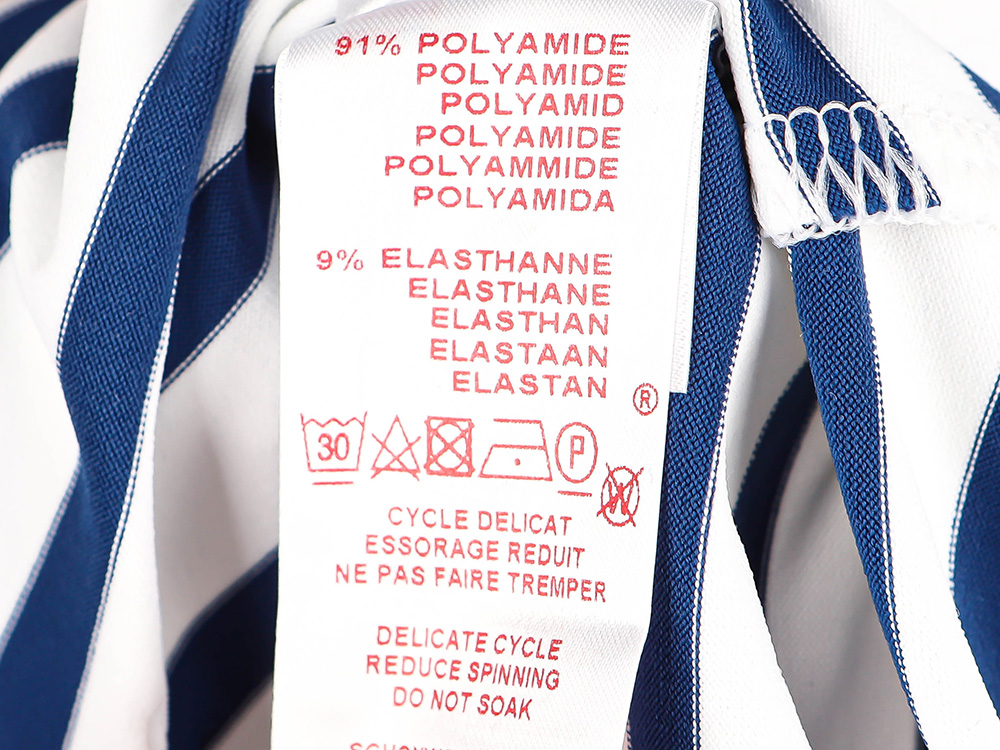 91% POLYAMIDE
POLYAMIDE
POLYAMID
POLYAMIDE
POLYAMMIDE
POLYAMIDA
9% ELASTHANNE
ELASTHANE
ELASTHAN
ELASTAAN
ELASTAN
®
30
P
W
CYCLE DELICAT
ESSORAGE REDUIT
NE PAS FAIRE TREMPER
DELICATE CYCLE
REDUCE SPINNING
DO NOT SOAK